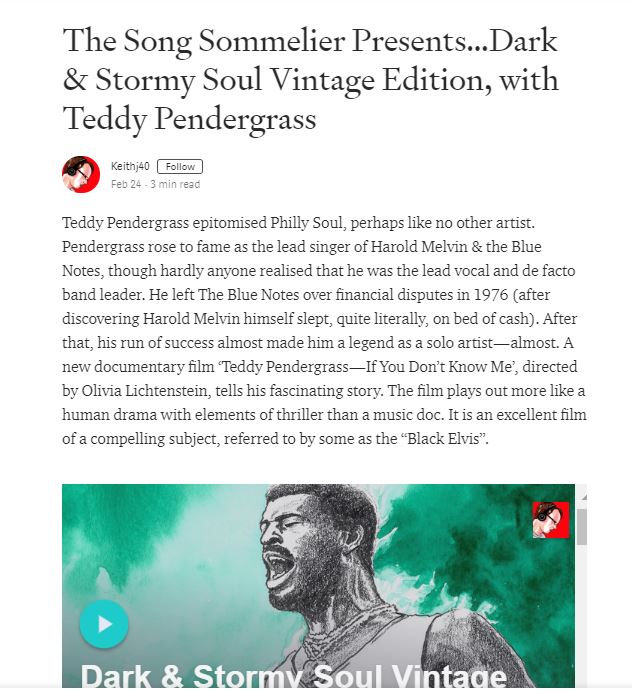 The Song Sommelier Presents...Dark
& Stormy Soul Vintage Edition, with
Teddy Pendergrass
Keithj40 Follow
Feb 24 · 3 min read
Teddy Pendergrass epitomised Philly Soul, perhaps like no other artist.
Pendergrass rose to fame as the lead singer of Harold Melvin & the Blue
Notes, though hardly anyone realised that he was the lead vocal and de facto
band leader. He left The Blue Notes over financial disputes in 1976 (after
discovering Harold Melvin himself slept, quite literally, on bed of cash). After
that, his run of success almost made him a legend as a solo artist—almost. A
new documentary film ‘Teddy Pendergrass—If You Don’t Know Me’, directed
by Olivia Lichtenstein, tells his fascinating story. The film plays out more like a
human drama with elements of thriller than a music doc. It is an excellent film
of a compelling subject, referred to by some as the “Black Elvis”.
Dark & Stormy Soul Vintage